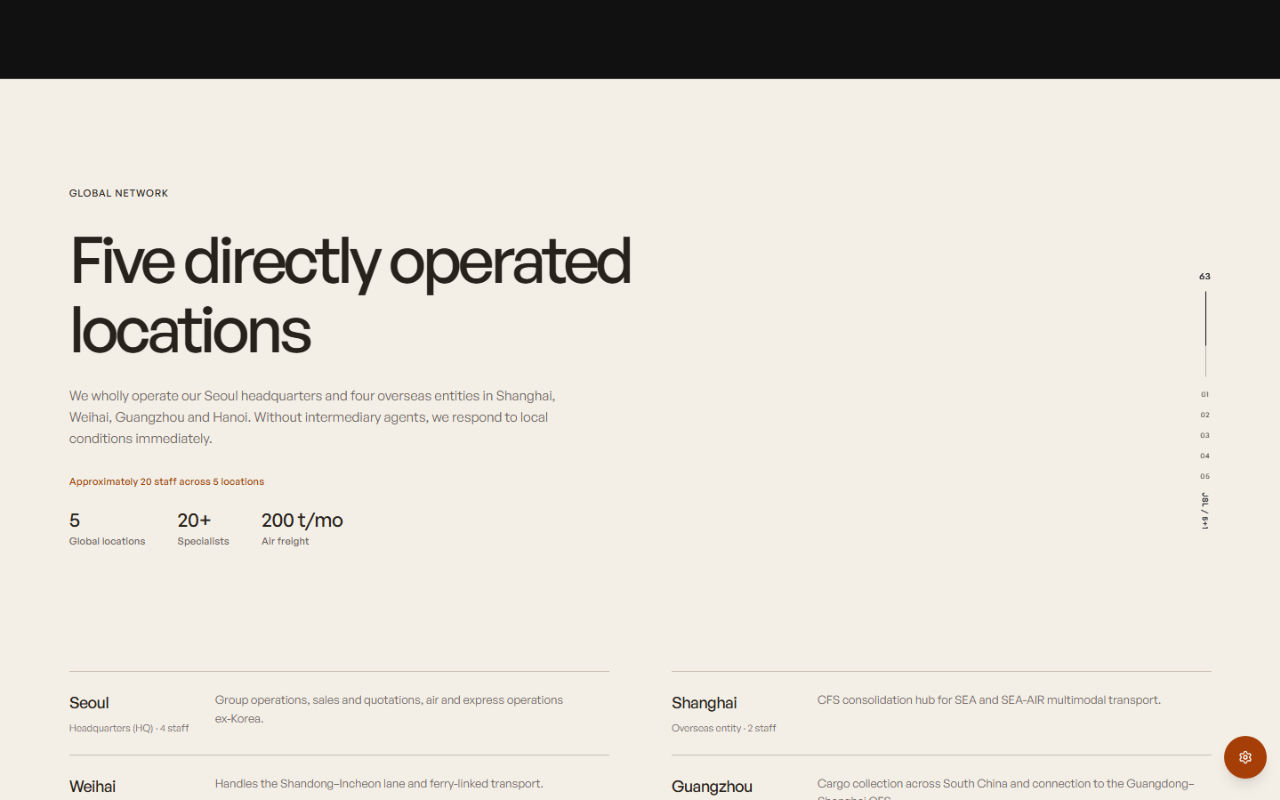 GLOBAL NETWORK
Five directly operated
locations
We wholly operate our Seoul headquarters and four overseas entities in Shanghai,
Weihai, Guangzhou and Hanoi. Without intermediary agents, we respond to local
conditions immediately.
Approximately 20 staff across 5 locations
5
Global locations
20+
Specialists
200 t/mo
Air freight
63
01
02
03
04
05
JSL / 5+1
Seoul
Headquarters (HQ) · 4 staff
Group operations, sales and quotations, air and express operations
ex-Korea.
Shanghai
Overseas entity · 2 staff
CFS consolidation hub for SEA and SEA-AIR multimodal transport.
Weihai
Handles the Shandong–Incheon lane and ferry-linked transport.
Guangzhou
Cargo collection across South China and connection to the Guangdong–
Shanghai CFS.